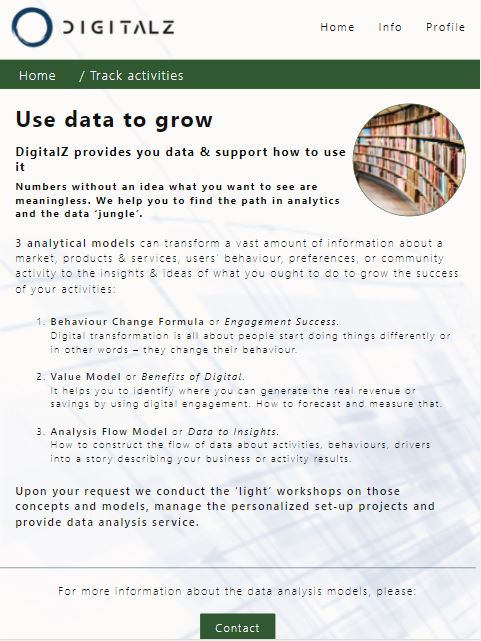 DIGITALZ
Home Info Profile
Home / Track activities
Use data to grow
DigitalZ provides you data & support how to use
it
Numbers without an idea what you want to see are
meaningless. We help you to find the path in analytics
and the data ‘jungle’.
3 analytical models can transform a vast amount of information about a
market, products & services, users’ behaviour, preferences, or community
activity to the insights & ideas of what you ought to do to grow the success
of your activities:
1. Behaviour Change Formula or Engagement Success.
Digital transformation is all about people start doing things differently or
in other words – they change their behaviour.
2. Value Model or Benefits of Digital.
It helps you to identify where you can generate the real revenue or
savings by using digital engagement. How to forecast and measure that.
3. Analysis Flow Model or Data to Insights.
How to construct the flow of data about activities, behaviours, drivers
into a story describing your business or activity results.
Upon your request we conduct the ‘light’ workshops on those
concepts and models, manage the personalized set-up projects and
provide data analysis service.
For more information about the data analysis models, please:
Contact